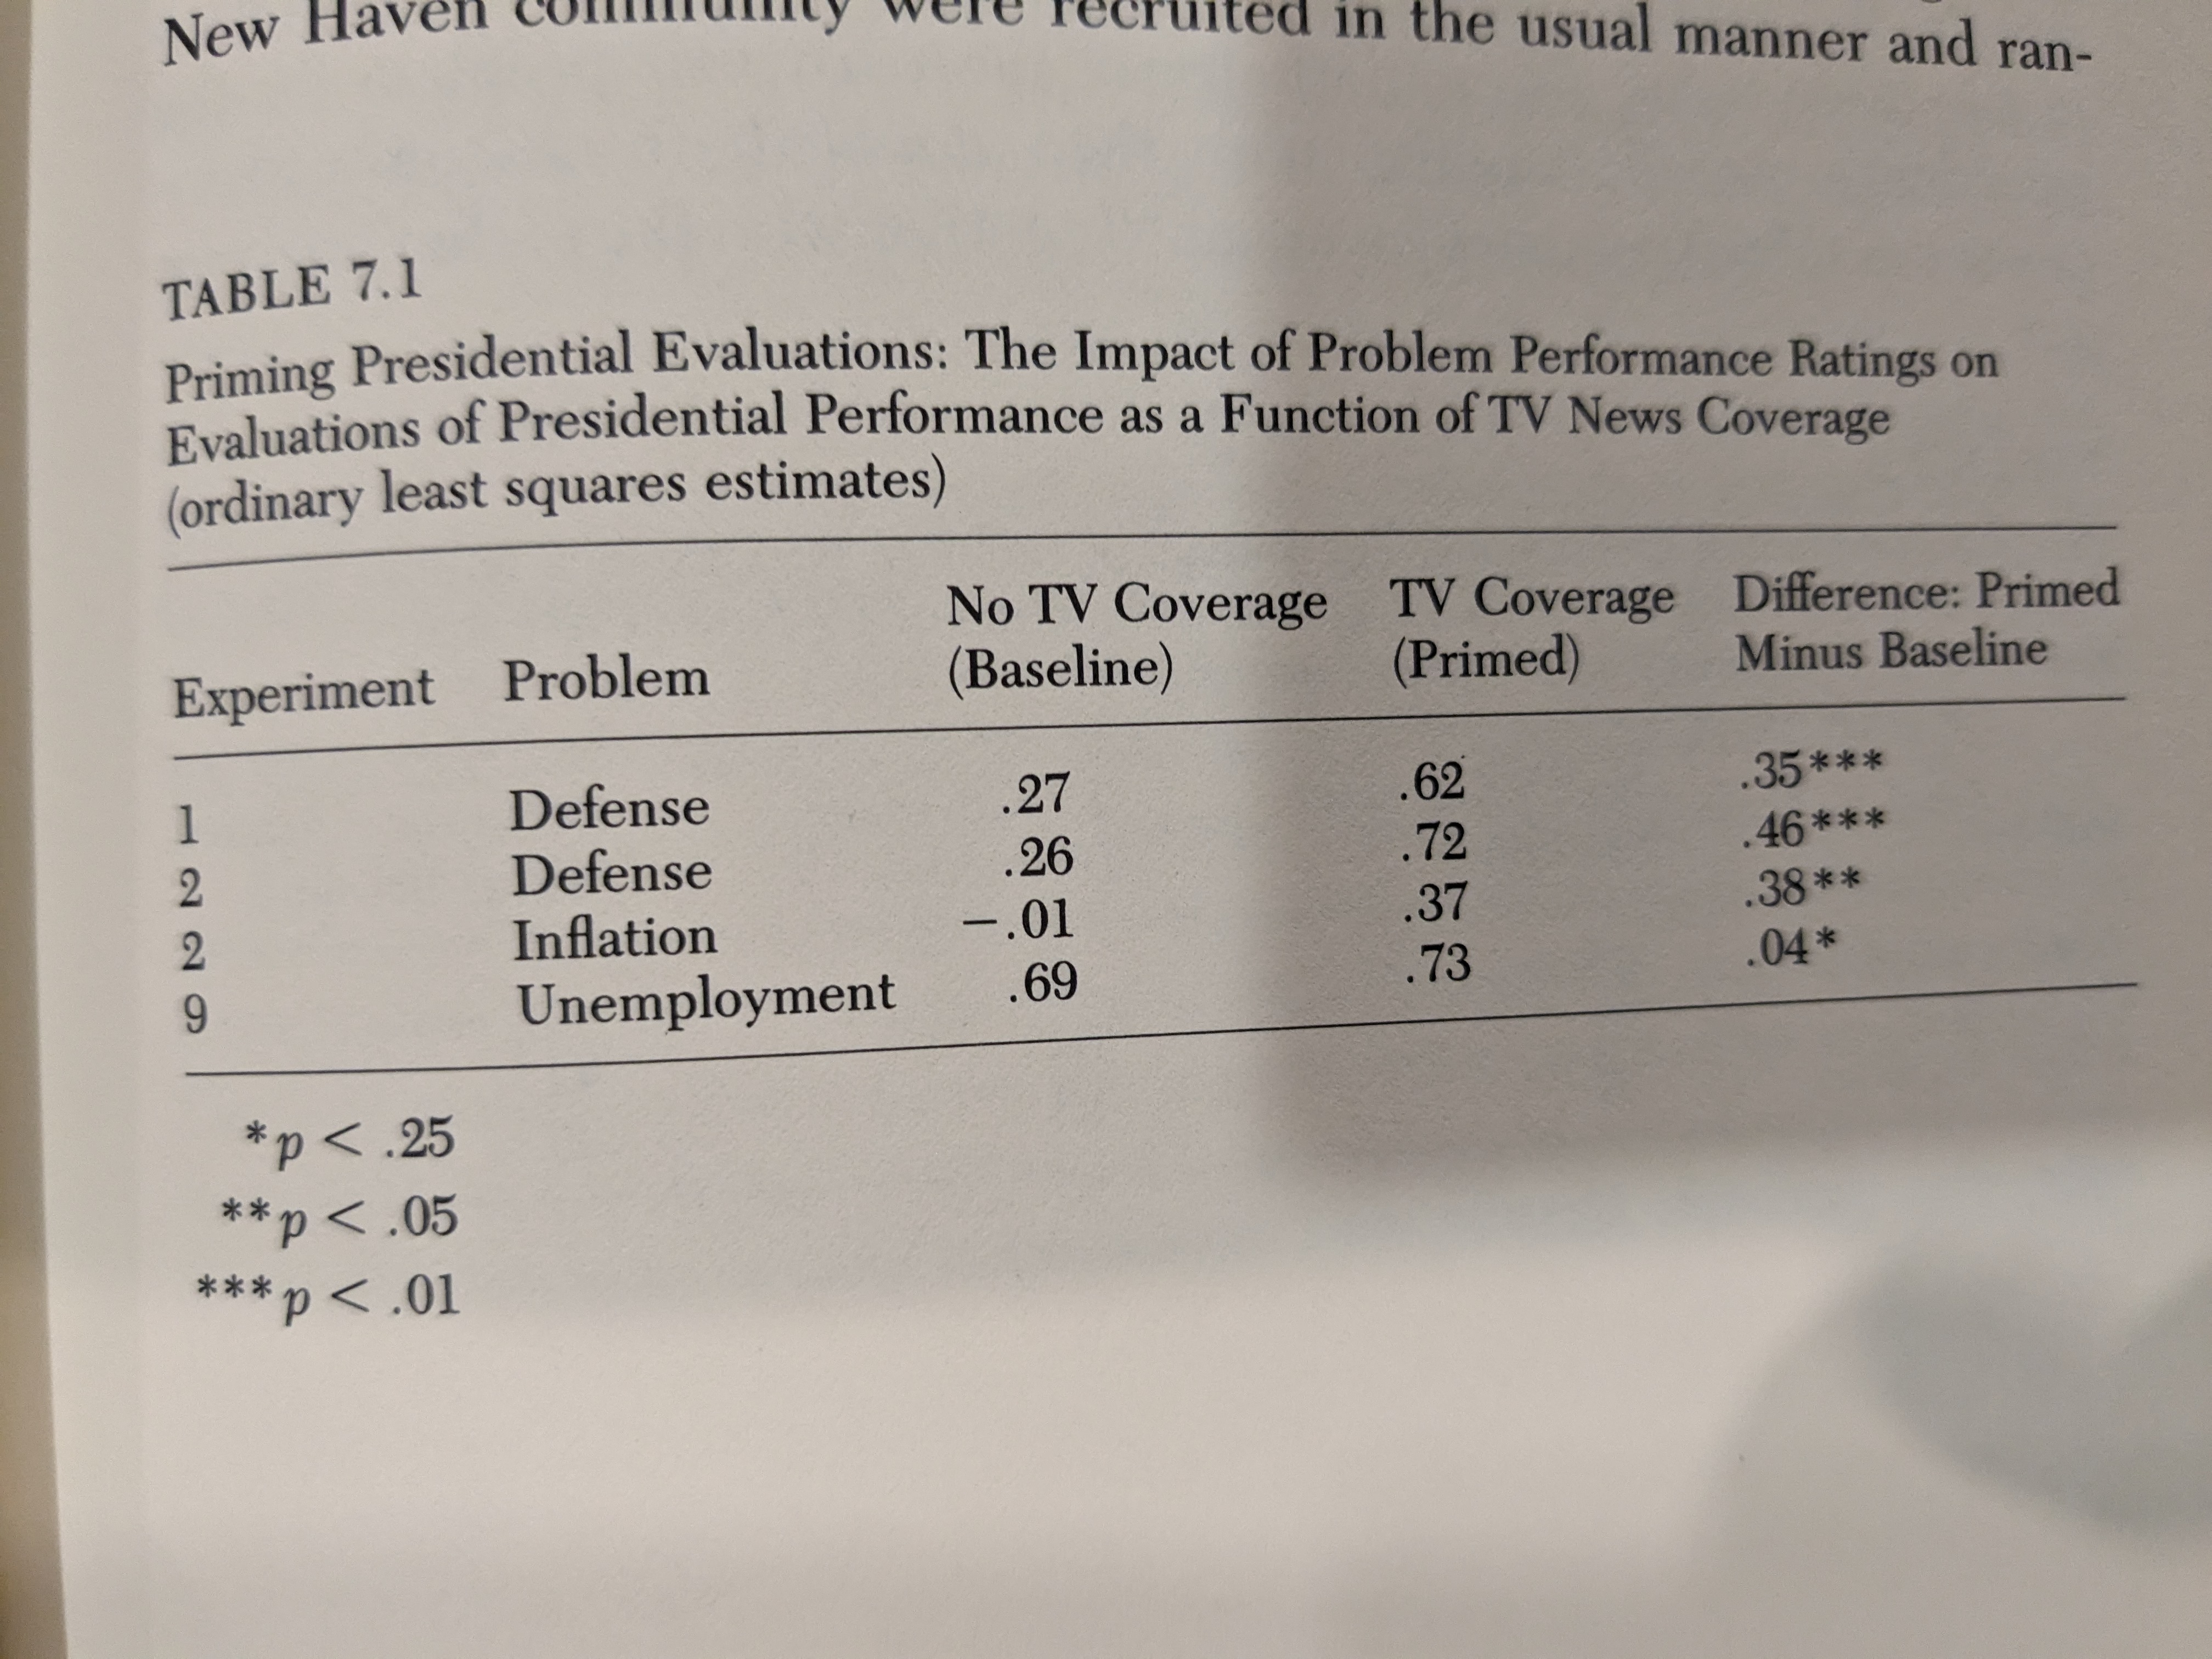 New Haven community were recruited in the usual manner and ran-
TABLE 7.1
Priming Presidential Evaluations: The Impact of Problem Performance Ratings on
Evaluations of Presidential Performance as a Function of TV News Coverage
(ordinary least squares estimates)
Experiment Problem No TV Coverage (Baseline) TV Coverage (Primed) Difference: Primed Minus Baseline
1 Defense .27 .62 .35***
2 Defense .26 .72 .46***
2 Inflation −.01 .37 .38**
9 Unemployment .69 .73 .04*
*p < .25
**p < .05
***p < .01